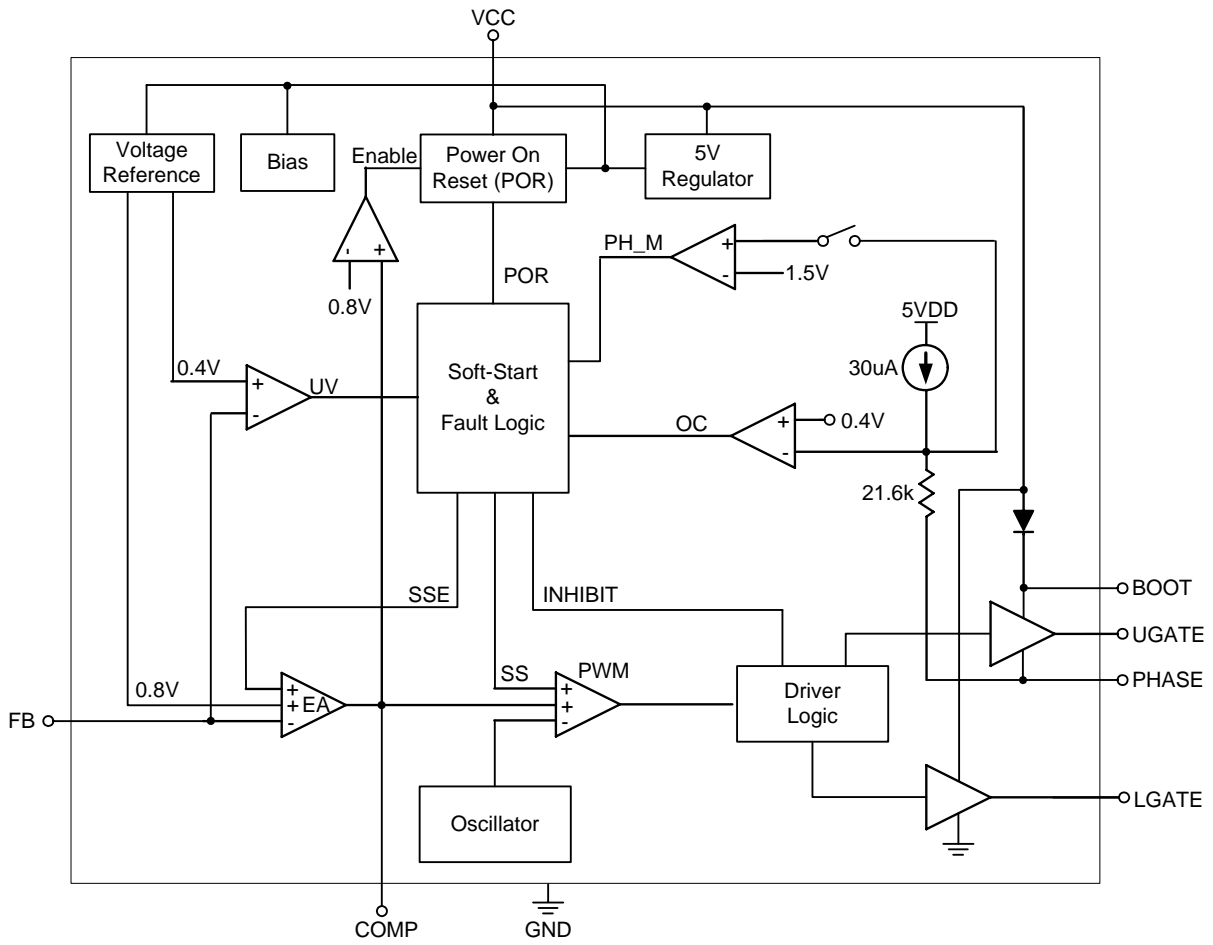 VCC
Voltage
Reference
Bias
Enable
Power On
Reset (POR)
5V
Regulator
- +
0.8V
POR
PH_M
+
-
1.5V
5VDD
30uA
0.4V
+
-
UV
Soft-Start
&
Fault Logic
OC
+
-
0.4V
21.6k
SSE
INHIBIT
BOOT
UGATE
PHASE
SS
PWM
0.8V
+
+
-
EA
FB
+
+
-
Driver
Logic
Oscillator
LGATE
COMP
GND